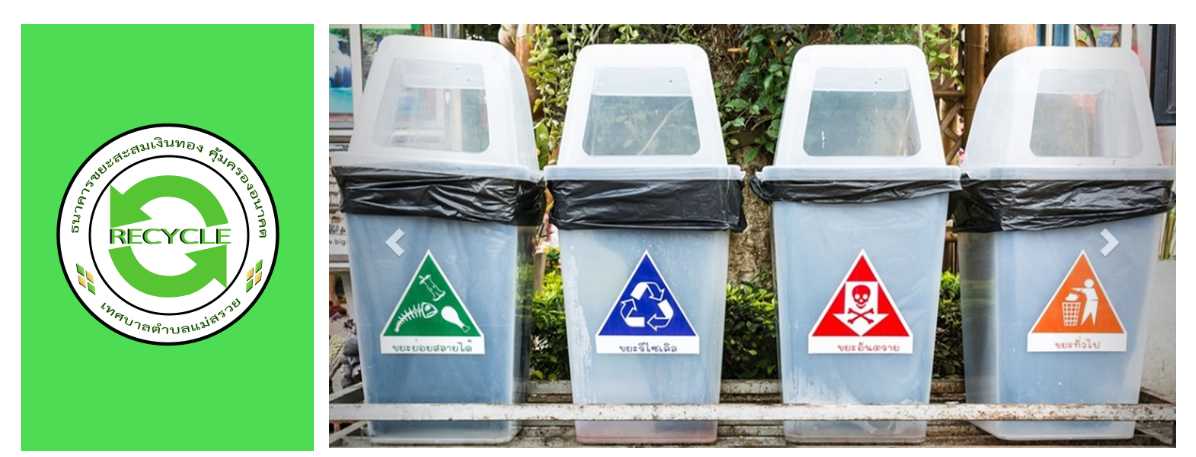 ธนาคารขยะสะสมเงินทอง คุ้มครองอนาคต
RECYCLE
เทศบาลตำบลแม่สรวย
ขยะย่อยสลายได้
ขยะรีไซเคิล
ขยะอันตราย
ขยะทั่วไป